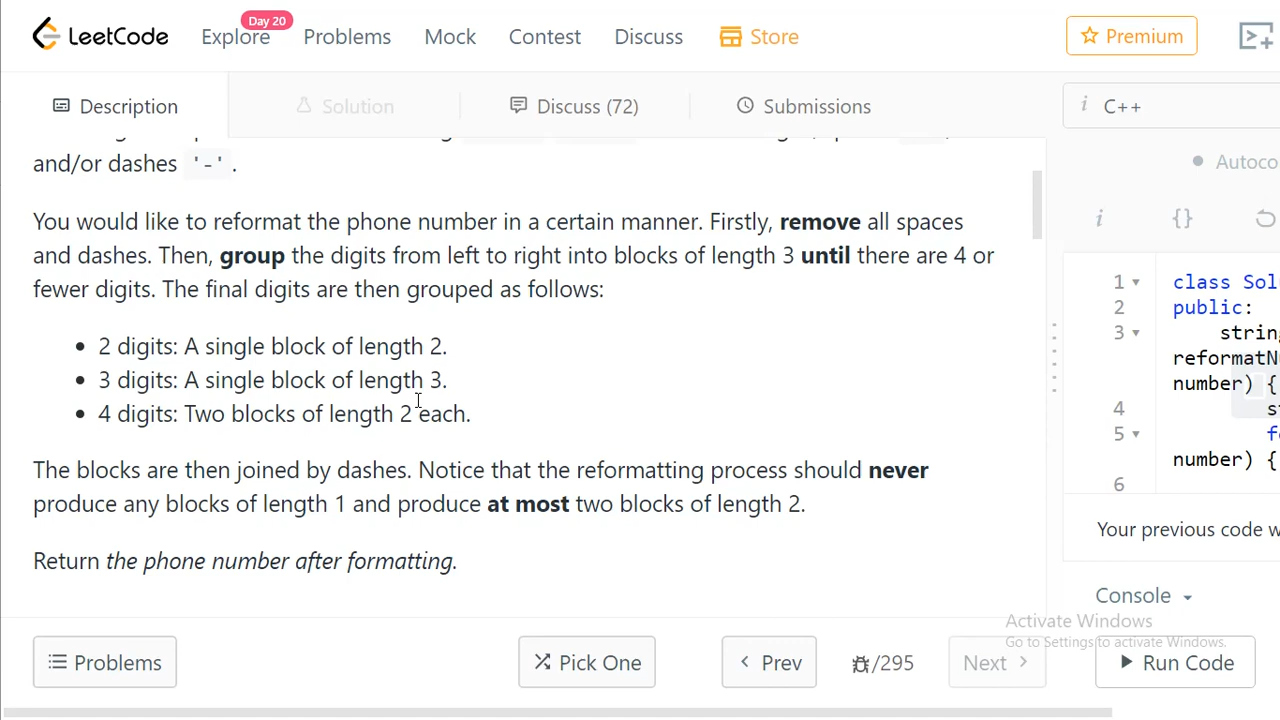 LeetCode
Day 20
Explore Problems Mock Contest Discuss Store
Premium
Description Solution Discuss (72) Submissions
and/or dashes '-'.
You would like to reformat the phone number in a certain manner. Firstly, remove all spaces
and dashes. Then, group the digits from left to right into blocks of length 3 until there are 4 or
fewer digits. The final digits are then grouped as follows:
• 2 digits: A single block of length 2.
• 3 digits: A single block of length 3.
• 4 digits: Two blocks of length 2 each.
The blocks are then joined by dashes. Notice that the reformatting process should never
produce any blocks of length 1 and produce at most two blocks of length 2.
Return the phone number after formatting.
Problems Pick One < Prev /295 Next >
i C++
Autoco
i {}
1 class Sol
2 public:
3 string
reformatNu
number) {
4 s
5 fo
number) {
6
Your previous code w
Console
Activate Windows
Go to Settings to activate Windows.
Run Code